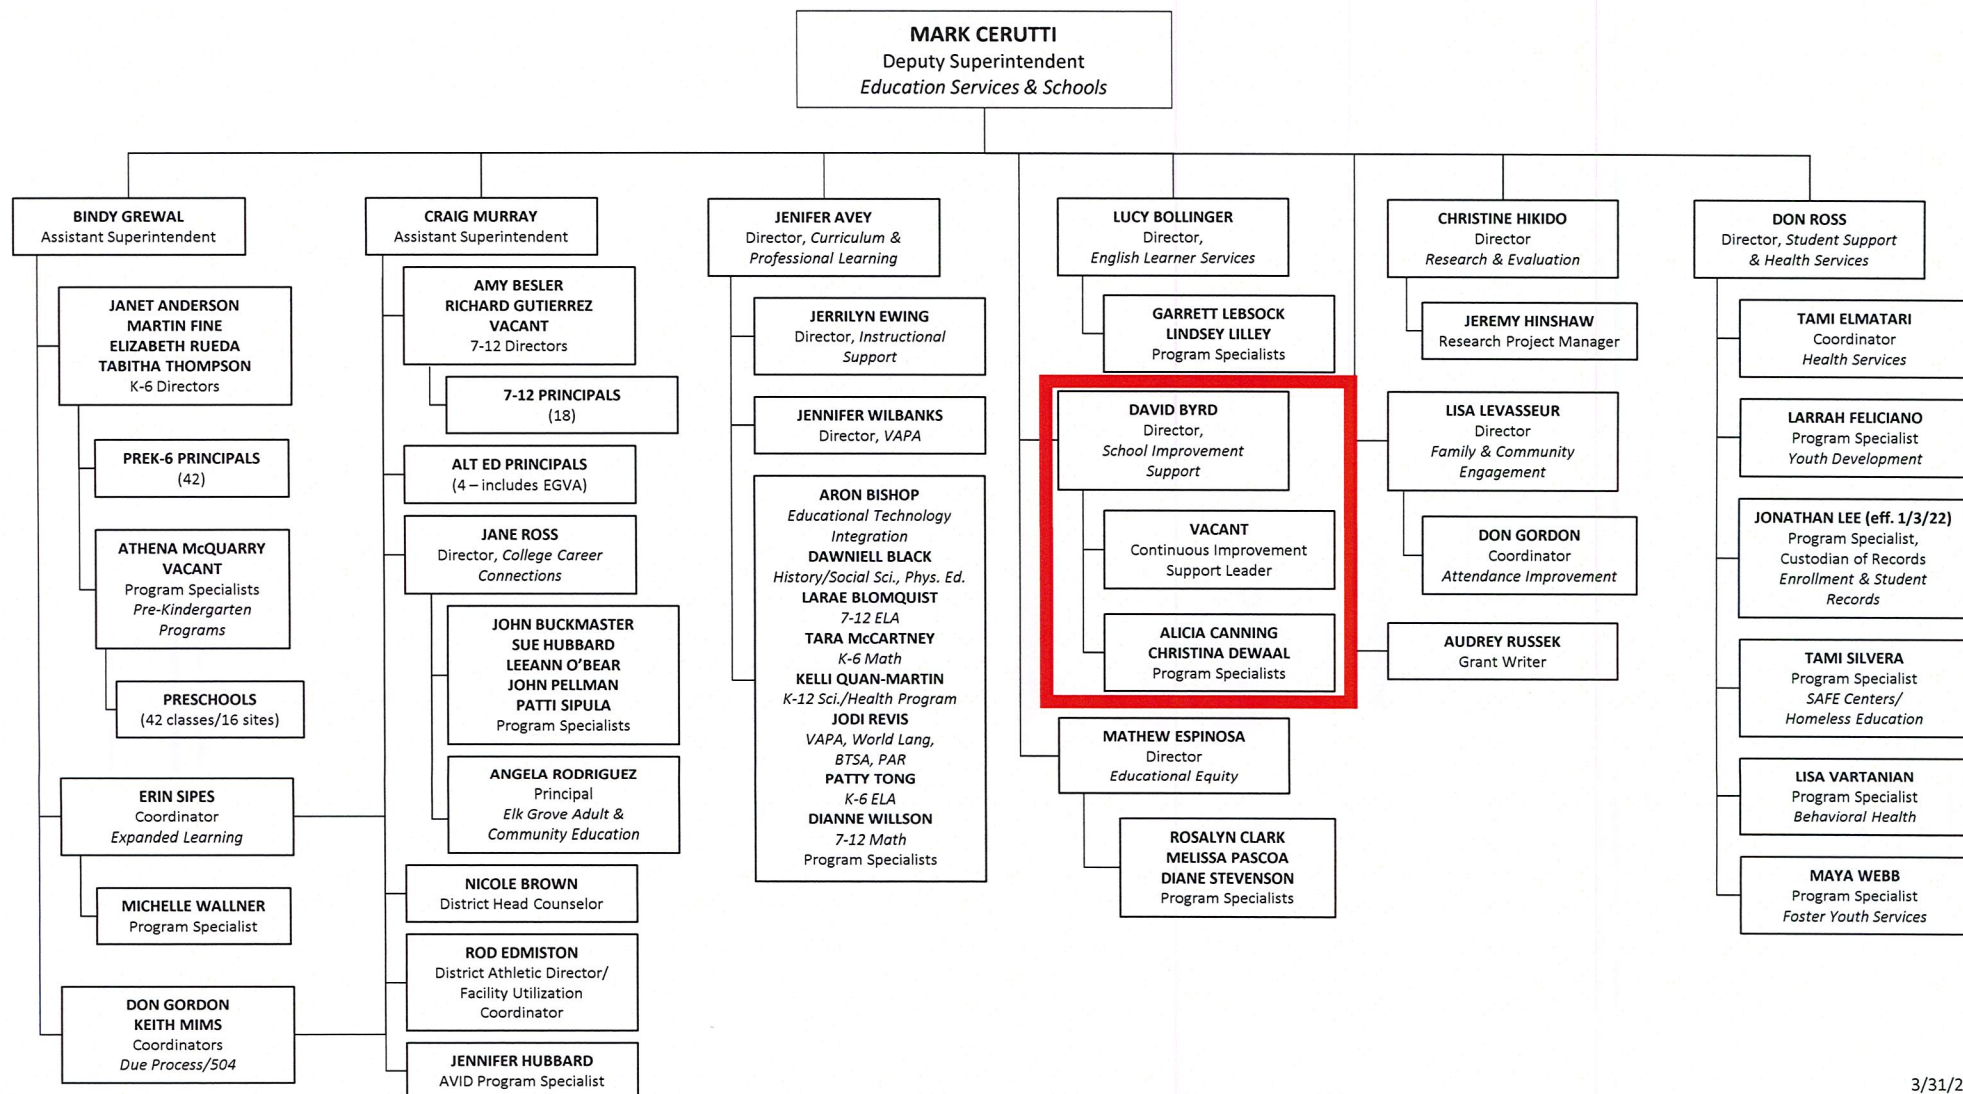 MARK CERUTTI
Deputy Superintendent
Education Services & Schools
BINDY GREWAL
Assistant Superintendent
JANET ANDERSON
MARTIN FINE
ELIZABETH RUEDA
TABITHA THOMPSON
K-6 Directors
PREK-6 PRINCIPALS
(42)
ATHENA McQUARRY
VACANT
Program Specialists
Pre-Kindergarten
Programs
PRESCHOOLS
(42 classes/16 sites)
ERIN SIPES
Coordinator
Expanded Learning
MICHELLE WALLNER
Program Specialist
DON GORDON
KEITH MIMS
Coordinators
Due Process/504
CRAIG MURRAY
Assistant Superintendent
AMY BESLER
RICHARD GUTIERREZ
VACANT
7-12 Directors
7-12 PRINCIPALS
(18)
ALT ED PRINCIPALS
(4 – includes EGVA)
JANE ROSS
Director, College Career
Connections
JOHN BUCKMASTER
SUE HUBBARD
LEEANN O’BEAR
JOHN PELLMAN
PATTI SIPULA
Program Specialists
ANGELA RODRIGUEZ
Principal
Elk Grove Adult &
Community Education
NICOLE BROWN
District Head Counselor
ROD EDMISTON
District Athletic Director/
Facility Utilization
Coordinator
JENNIFER HUBBARD
AVID Program Specialist
JENIFER AVEY
Director, Curriculum &
Professional Learning
JERRILYN EWING
Director, Instructional
Support
JENNIFER WILBANKS
Director, VAPA
ARON BISHOP
Educational Technology
Integration
DAWNIELL BLACK
History/Social Sci., Phys. Ed.
LARAE BLOMQUIST
7-12 ELA
TARA McCARTNEY
K-6 Math
KELLI QUAN-MARTIN
K-12 Sci./Health Program
JODI REVIS
VAPA, World Lang,
BTSA, PAR
PATTY TONG
K-6 ELA
DIANNE WILLSON
7-12 Math
Program Specialists
LUCY BOLLINGER
Director,
English Learner Services
GARRETT LEBSOCK
LINDSEY LILLEY
Program Specialists
DAVID BYRD
Director,
School Improvement
Support
VACANT
Continuous Improvement
Support Leader
ALICIA CANNING
CHRISTINA DEWAAL
Program Specialists
MATHEW ESPINOSA
Director
Educational Equity
ROSALYN CLARK
MELISSA PASCOA
DIANE STEVENSON
Program Specialists
CHRISTINE HIKIDO
Director
Research & Evaluation
JEREMY HINSHAW
Research Project Manager
LISA LEVASSEUR
Director
Family & Community
Engagement
DON GORDON
Coordinator
Attendance Improvement
AUDREY RUSSEK
Grant Writer
DON ROSS
Director, Student Support
& Health Services
TAMI ELMATARI
Coordinator
Health Services
LARRAH FELICIANO
Program Specialist
Youth Development
JONATHAN LEE (eff. 1/3/22)
Program Specialist,
Custodian of Records
Enrollment & Student
Records
TAMI SILVERA
Program Specialist
SAFE Centers/
Homeless Education
LISA VARTANIAN
Program Specialist
Behavioral Health
MAYA WEBB
Program Specialist
Foster Youth Services
3/31/2